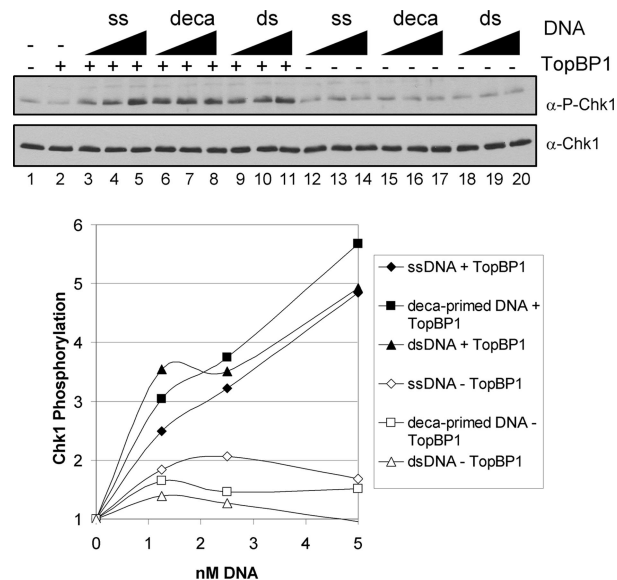 ss deca ds ss deca ds DNA
- -
- + + + + + + + + + + - - - - - - - - - TopBP1
α-P-Chk1
α-Chk1
1 2 3 4 5 6 7 8 9 10 11 12 13 14 15 16 17 18 19 20
6
5
4
3
2
1
Chk1 Phosphorylation
0 1 2 3 4 5
nM DNA
ssDNA + TopBP1
deca-primed DNA +
TopBP1
dsDNA + TopBP1
ssDNA - TopBP1
deca-primed DNA -
TopBP1
dsDNA - TopBP1